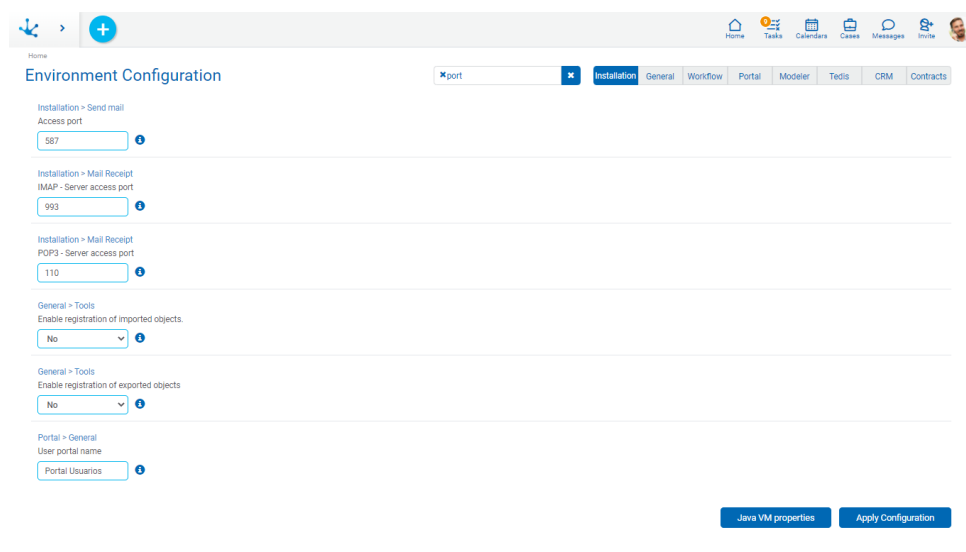 9
Home
Tasks
Calendars
Cases
Messages
Invite
Home
Environment Configuration
port
Installation
General
Workflow
Portal
Modeler
Tedis
CRM
Contracts
Installation > Send mail
Access port
587
Installation > Mail Receipt
IMAP - Server access port
993
Installation > Mail Receipt
POP3 - Server access port
110
General > Tools
Enable registration of imported objects.
No
General > Tools
Enable registration of exported objects
No
Portal > General
User portal name
Portal Usuarios
Java VM properties
Apply Configuration